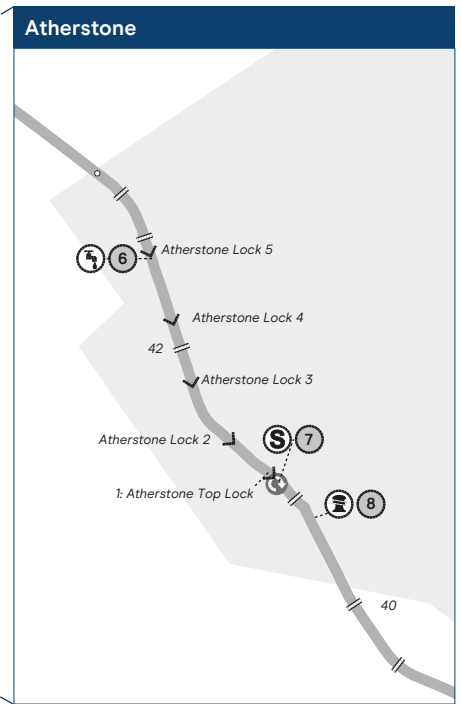 Atherstone
Atherstone Lock 5
6
Atherstone Lock 4
42
Atherstone Lock 3
Atherstone Lock 2
S 7
1: Atherstone Top Lock
8
40